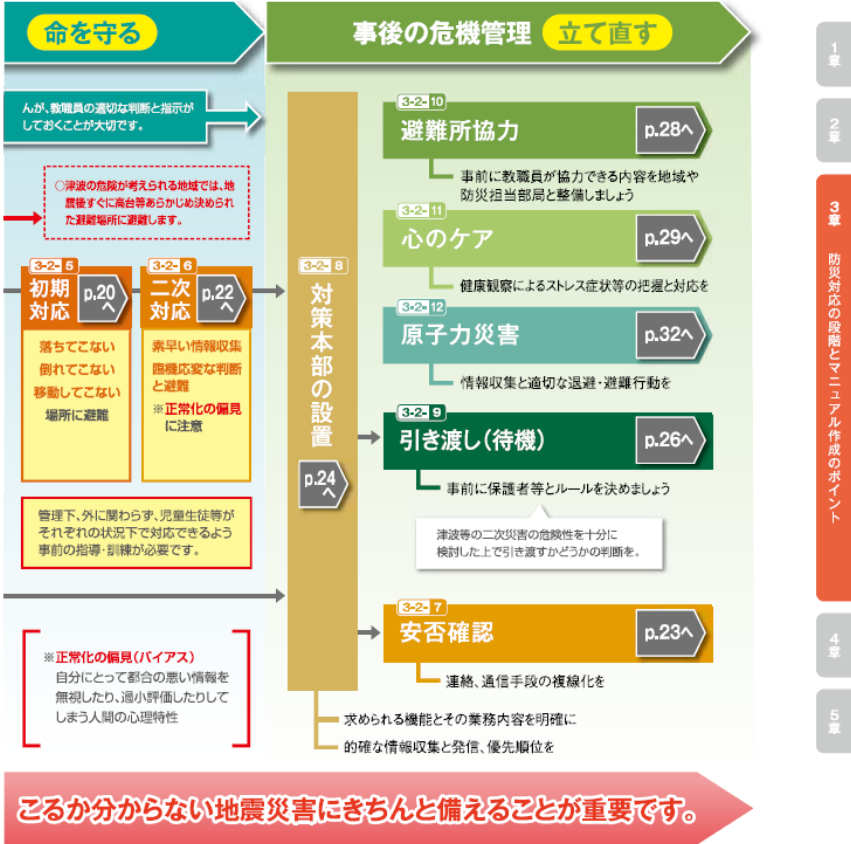 命を守る
事後の危機管理 立て直す
んが、教職員の適切な判断と指示が
しておくことが大切です。
○津波の危険が考えられる地域では、地
震後すぐに高台等あらかじめ決められ
た避難場所に避難します。
3-2-5
初期
対応
p.20
へ
落ちてこない
倒れてこない
移動してこない
場所に避難
3-2-6
二次
対応
p.22
へ
素早い情報収集
臨機応変な判断
と避難
※正常化の偏見
に注意
管理下、外に関わらず、児童生徒等が
それぞれの状況下で対応できるよう
事前の指導・訓練が必要です。
※正常化の偏見(バイアス)
自分にとって都合の悪い情報を
無視したり、過小評価したりして
しまう人間の心理特性
3-2-8
対策本部の設置
p.24
へ
求められる機能とその業務内容を明確に
的確な情報収集と発信、優先順位を
3-2-10
避難所協力
p.28へ
事前に教職員が協力できる内容を地域や
防災担当部局と整備しましょう
3-2-11
心のケア
p.29へ
健康観察によるストレス症状等の把握と対応を
3-2-12
原子力災害
p.32へ
情報収集と適切な退避・避難行動を
3-2-9
引き渡し(待機)
p.26へ
事前に保護者等とルールを決めましょう
津波等の二次災害の危険性を十分に
検討した上で引き渡すかどうかの判断を。
3-2-7
安否確認
p.23へ
連絡、通信手段の複線化を
こるか分からない地震災害にきちんと備えることが重要です。
1章
2章
3章 防災対応の段階とマニュアル作成のポイント
4章
5章